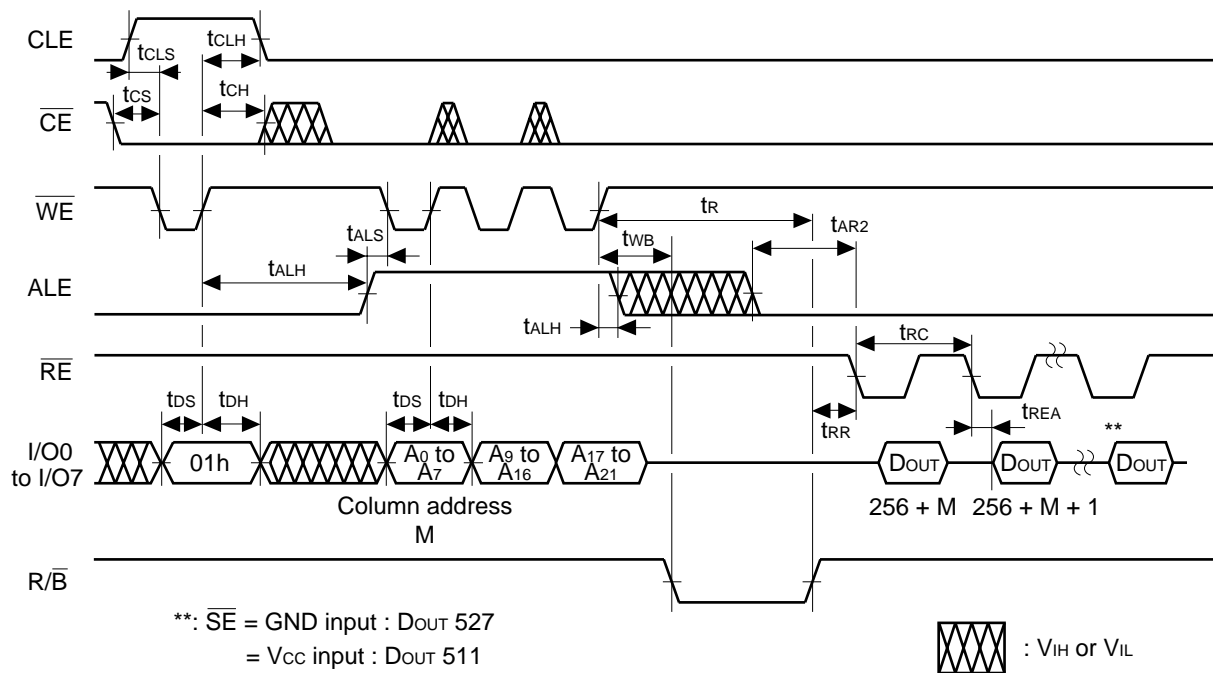 CLE
tCLS
tCLH
tCS
tCH
CE
WE
tR
tALS
tWB
tAR2
tALH
ALE
tALH
tRC
RE
tDS
tDH
tDS
tDH
tRR
tREA
**
I/O0
to I/O7
01h
A0 to
A7
A9 to
A16
A17 to
A21
DOUT
DOUT
DOUT
Column address
M
256 + M
256 + M + 1
R/B
**: SE = GND input : DOUT 527
= VCC input : DOUT 511
: VIH or VIL